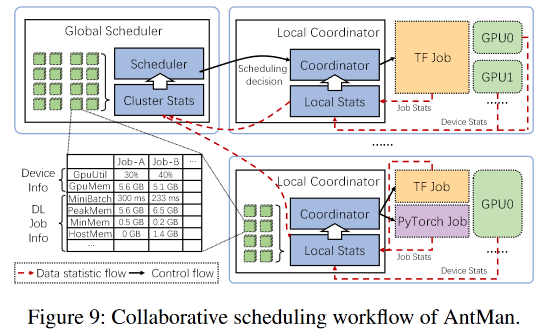 Global Scheduler
Scheduler
Cluster Stats
Scheduling
decision
Local Coordinator
Coordinator
Local Stats
TF Job
GPU0
GPU1
......
Job Stats
Device Stats
......
Device
Info
DL
Job
Info
Job-A Job-B ...
GpuUtil 30% 40%
GpuMem 5.6 GB 5.1 GB
MiniBatch 300 ms 233 ms
PeakMem 5.6 GB 6.5 GB
MinMem 0.5 GB 0.2 GB
HostMem 0 GB 1.4 GB
...
Local Coordinator
Coordinator
Local Stats
TF Job
PyTorch Job
GPU0
Job Stats
Device Stats
......
Data statistic flow
Control flow
Figure 9: Collaborative scheduling workflow of AntMan.